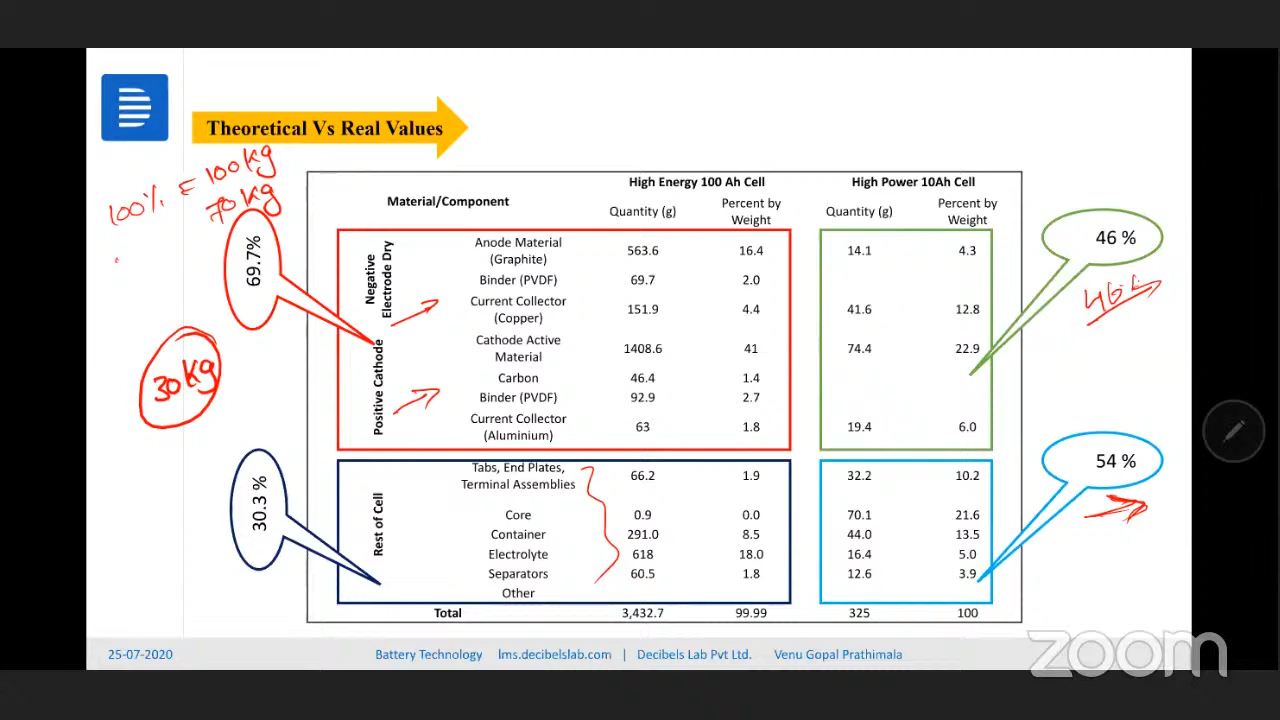 Theoretical Vs Real Values
100% = 100kg
70kg
69.7%
30kg
30.3 %
High Energy 100 Ah Cell High Power 10Ah Cell
Material/Component Quantity (g) Percent by Weight Quantity (g) Percent by Weight
Negative Electrode Dry
Anode Material (Graphite) 563.6 16.4 14.1 4.3
Binder (PVDF) 69.7 2.0
Current Collector (Copper) 151.9 4.4 41.6 12.8
Positive Cathode
Cathode Active Material 1408.6 41 74.4 22.9
Carbon 46.4 1.4
Binder (PVDF) 92.9 2.7
Current Collector (Aluminium) 63 1.8 19.4 6.0
Rest of Cell
Tabs, End Plates, Terminal Assemblies 66.2 1.9 32.2 10.2
Core 0.9 0.0 70.1 21.6
Container 291.0 8.5 44.0 13.5
Electrolyte 618 18.0 16.4 5.0
Separators 60.5 1.8 12.6 3.9
Other
Total 3,432.7 99.99 325 100
46 %
54 %
25-07-2020 Battery Technology lms.decibelslab.com | Decibels Lab Pvt Ltd. Venu Gopal Prathimala
zoom